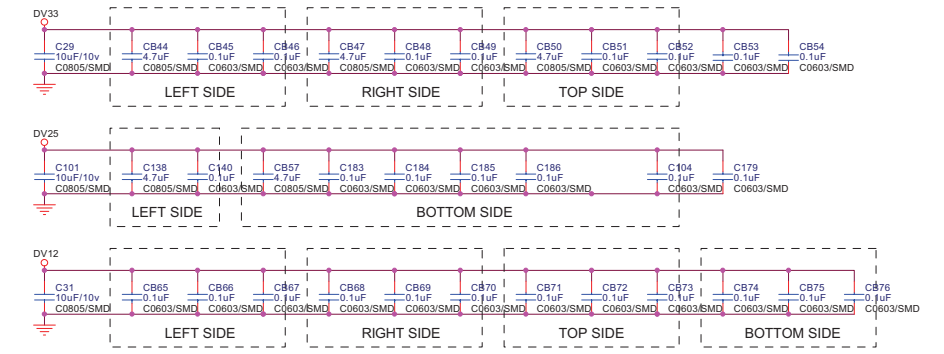 DV33
C29 CB44 CB45 CB46 CB47 CB48 CB49 CB50 CB51 CB52 CB53 CB54
10uF/10v 4.7uF 0.1uF 0.1uF 4.7uF 0.1uF 0.1uF 4.7uF 0.1uF 0.1uF 0.1uF 0.1uF
C0805/SMD C0805/SMD C0603/SMD C0603/SMD C0805/SMD C0603/SMD C0603/SMD C0805/SMD C0603/SMD C0603/SMD C0603/SMD C0603/SMD
LEFT SIDE RIGHT SIDE TOP SIDE
DV25
C101 C138 C140 CB57 C183 C184 C185 C186 C104 C179
10uF/10v 4.7uF 0.1uF 4.7uF 0.1uF 0.1uF 0.1uF 0.1uF 0.1uF 0.1uF
C0805/SMD C0805/SMD C0603/SMD C0805/SMD C0603/SMD C0603/SMD C0603/SMD C0603/SMD C0603/SMD C0603/SMD
LEFT SIDE BOTTOM SIDE
DV12
C31 CB65 CB66 CB67 CB68 CB69 CB70 CB71 CB72 CB73 CB74 CB75 CB76
10uF/10v 0.1uF 0.1uF 0.1uF 0.1uF 0.1uF 0.1uF 0.1uF 0.1uF 0.1uF 0.1uF 0.1uF 0.1uF
C0805/SMD C0603/SMD C0603/SMD C0603/SMD C0603/SMD C0603/SMD C0603/SMD C0603/SMD C0603/SMD C0603/SMD C0603/SMD C0603/SMD C0603/SMD
LEFT SIDE RIGHT SIDE TOP SIDE BOTTOM SIDE